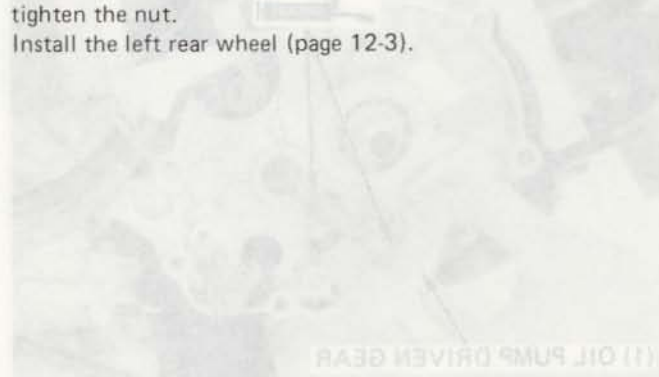 tighten the nut.
Install the left rear wheel (page 12-3).
(1) OIL PUMP DRIVEN GEAR